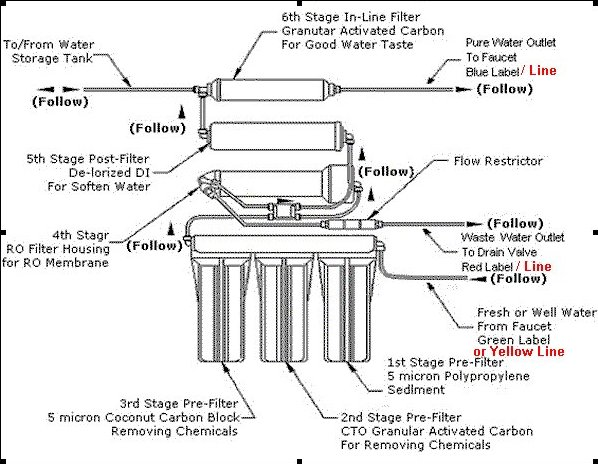 6th Stage In-Line Filter
Granutar Activated Carbon
For Good Water Taste
To/From Water
Storage Tank
Pure Water Outlet
To Faucet
Blue Label / Line
(Follow)
(Follow)
(Follow)
5th Stage Post-Filter
De-lorized DI
For Soften Water
(Follow)
Flow Restrictor
4th Stagr
RO Filter Housing
for RO Membrane
(Follow)
(Follow)
Waste Water Outlet
To Drain Valve
Red Label / Line
(Follow)
Fresh or Well Water
From Faucet
Green Label
or Yellow Line
1st Stage Pre-Filter
5 micron Polypropylene
Sedlment
3rd Stage Pre-Filter
5 micron Coconut Carbon Block
Removing Chemicals
2nd Stage Pre-Filter
CTO Granular Activated Carbon
For Removing Chemicals